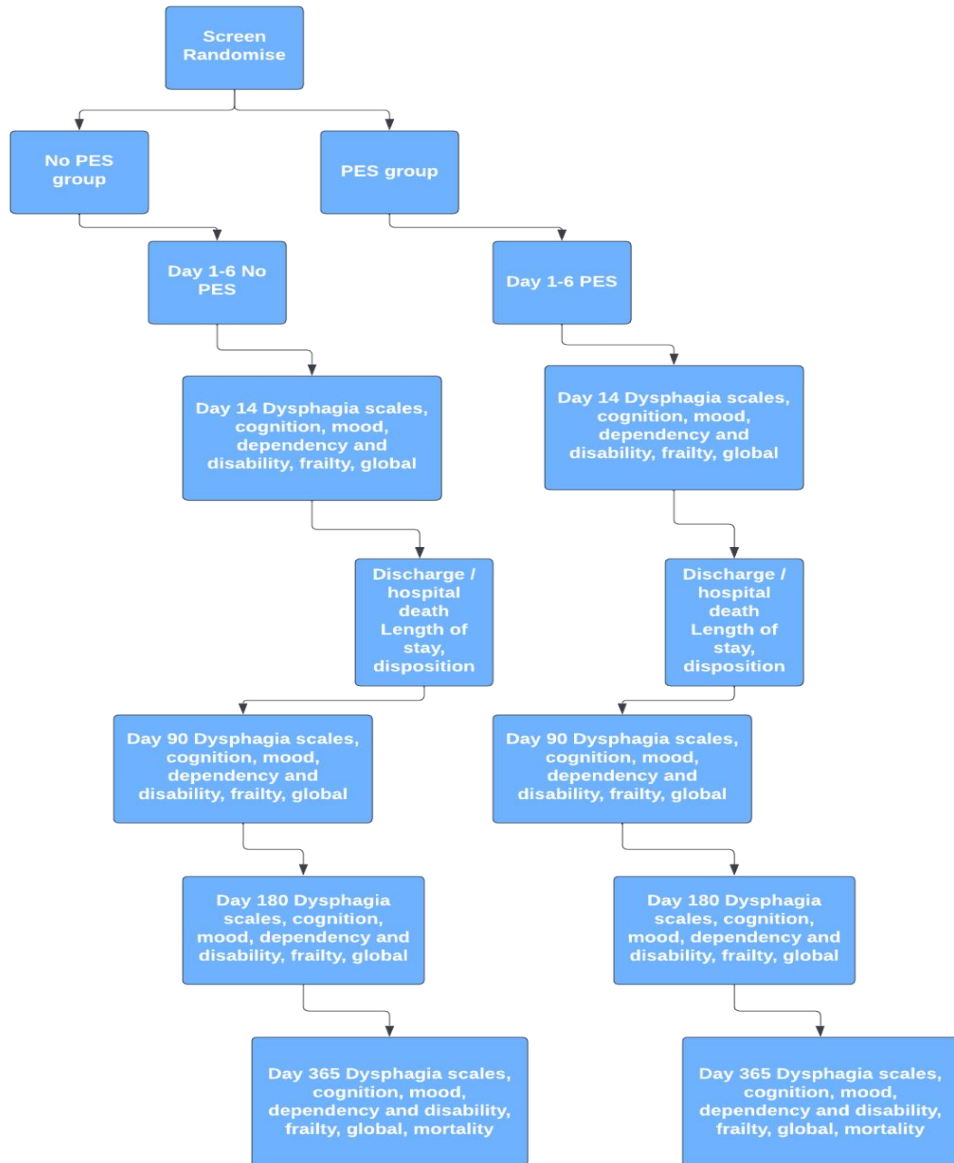 Screen
Randomise
No PES
group
PES group
Day 1-6 No
PES
Day 1-6 PES
Day 14 Dysphagia scales,
cognition, mood,
dependency and
disability, frailty, global
Day 14 Dysphagia scales,
cognition, mood,
dependency and
disability, frailty, global
Discharge /
hospital
death
Length of
stay,
disposition
Discharge /
hospital
death
Length of
stay,
disposition
Day 90 Dysphagia scales,
cognition, mood,
dependency and
disability, frailty, global
Day 90 Dysphagia scales,
cognition, mood,
dependency and
disability, frailty, global
Day 180 Dysphagia
scales, cognition,
mood, dependency and
disability, frailty, global
Day 180 Dysphagia
scales, cognition,
mood, dependency and
disability, frailty, global
Day 365 Dysphagia scales,
cognition, mood,
dependency and disability,
frailty, global, mortality
Day 365 Dysphagia scales,
cognition, mood,
dependency and disability,
frailty, global, mortality